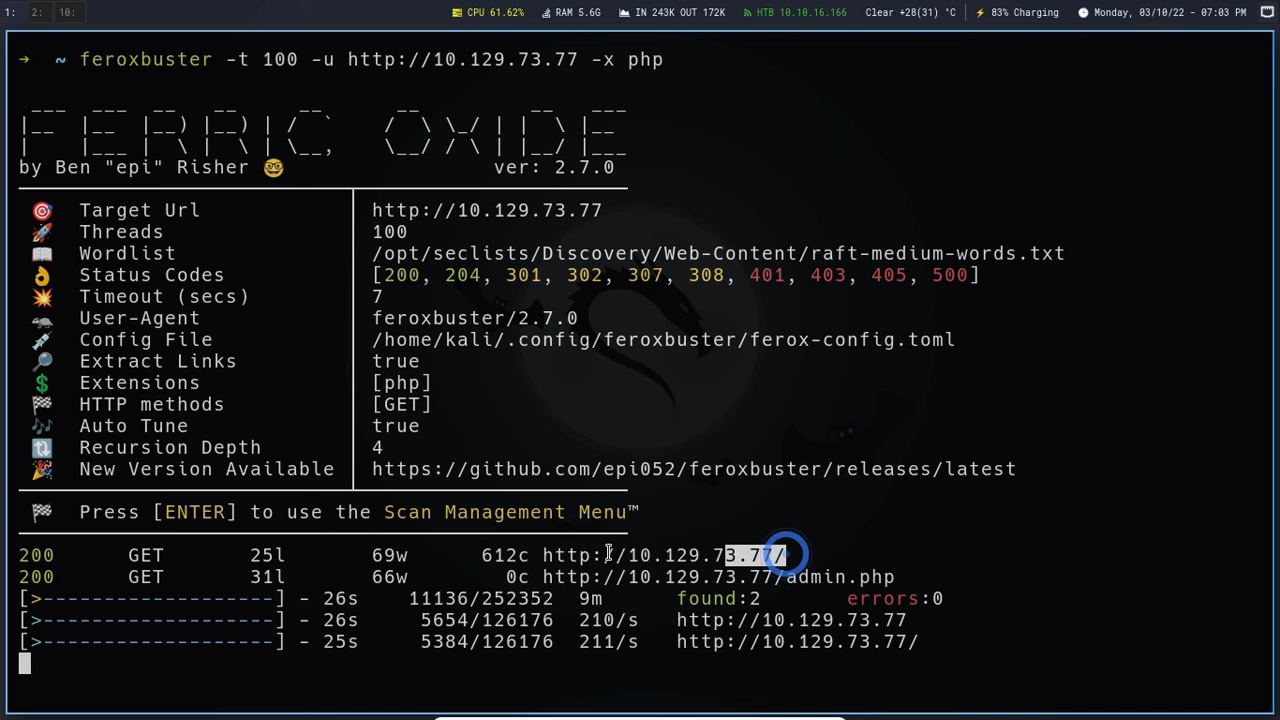 1: 2: 10: CPU 61.62% RAM 5.6G IN 243K OUT 172K HTB 10.10.16.166 Clear +28(31) °C 83% Charging Monday, 03/10/22 - 07:03 PM
→ ~ feroxbuster -t 100 -u http://10.129.73.77 -x php
FERRIC OXIDE
by Ben "epi" Risher 🤓 ver: 2.7.0
🎯 Target Url │ http://10.129.73.77
🚀 Threads │ 100
📖 Wordlist │ /opt/seclists/Discovery/Web-Content/raft-medium-words.txt
👌 Status Codes │ [200, 204, 301, 302, 307, 308, 401, 403, 405, 500]
💥 Timeout (secs) │ 7
🦡 User-Agent │ feroxbuster/2.7.0
💉 Config File │ /home/kali/.config/feroxbuster/ferox-config.toml
🔎 Extract Links │ true
💲 Extensions │ [php]
🏁 HTTP methods │ [GET]
🎶 Auto Tune │ true
🔃 Recursion Depth │ 4
🎉 New Version Available │ https://github.com/epi052/feroxbuster/releases/latest
🏁 Press [ENTER] to use the Scan Management Menu™
200 GET 25l 69w 612c http://10.129.73.77/
200 GET 31l 66w 0c http://10.129.73.77/admin.php
[>--------------------] - 26s 11136/252352 9m found:2 errors:0
[>--------------------] - 26s 5654/126176 210/s http://10.129.73.77
[>--------------------] - 25s 5384/126176 211/s http://10.129.73.77/